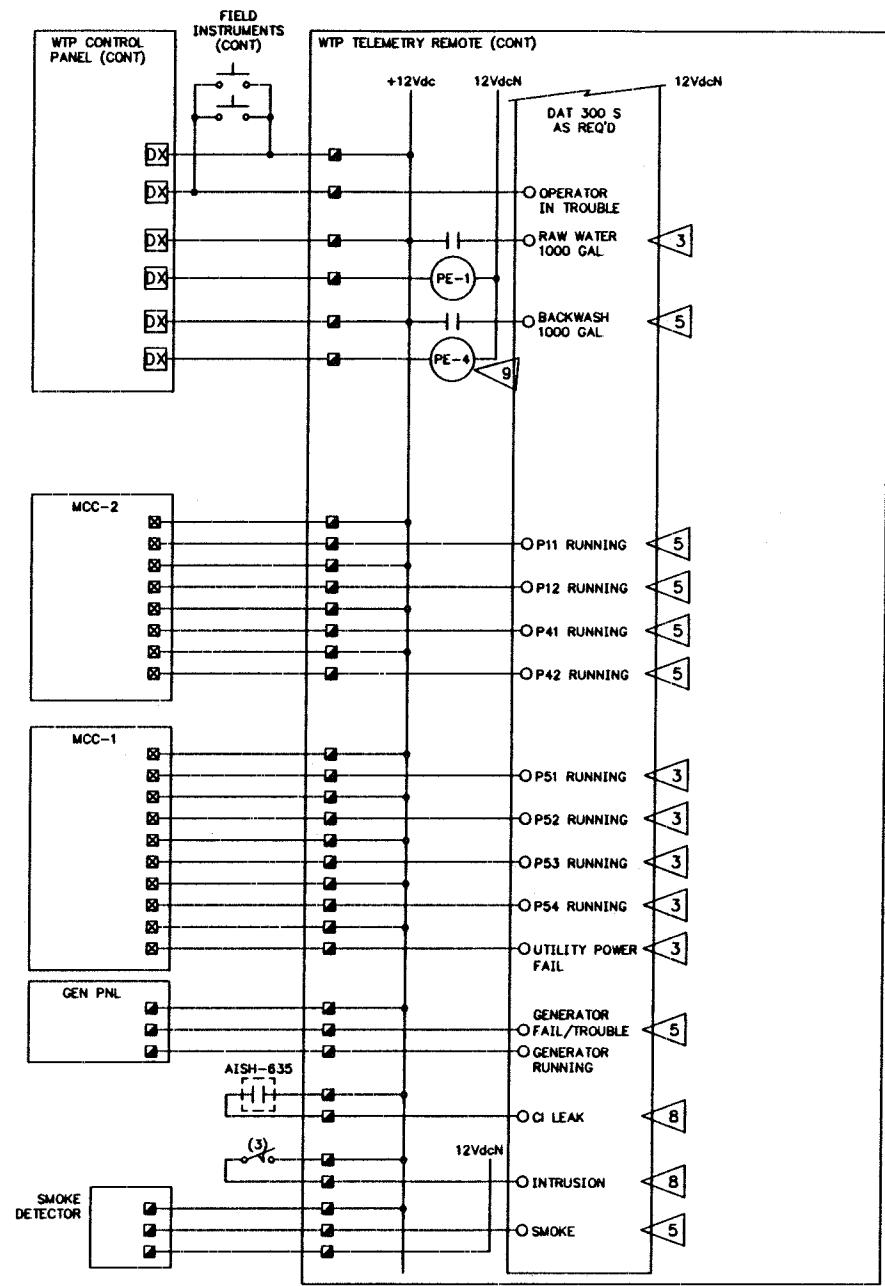 FIELD
INSTRUMENTS
(CONT)
WTP CONTROL
PANEL (CONT)
WTP TELEMETRY REMOTE (CONT)
+12Vdc
12VdcN
12VdcN
DAT 300 S
AS REQ'D
DX
DX
OPERATOR
IN TROUBLE
DX
RAW WATER
1000 GAL
3
DX
PE-1
DX
BACKWASH
1000 GAL
5
DX
PE-4
9
MCC-2
P11 RUNNING
5
P12 RUNNING
5
P41 RUNNING
5
P42 RUNNING
5
MCC-1
P51 RUNNING
3
P52 RUNNING
3
P53 RUNNING
3
P54 RUNNING
3
UTILITY POWER
FAIL
3
GEN PNL
GENERATOR
FAIL/TROUBLE
5
GENERATOR
RUNNING
AISH-635
Cl LEAK
8
(3)
12VdcN
INTRUSION
8
SMOKE
DETECTOR
SMOKE
5